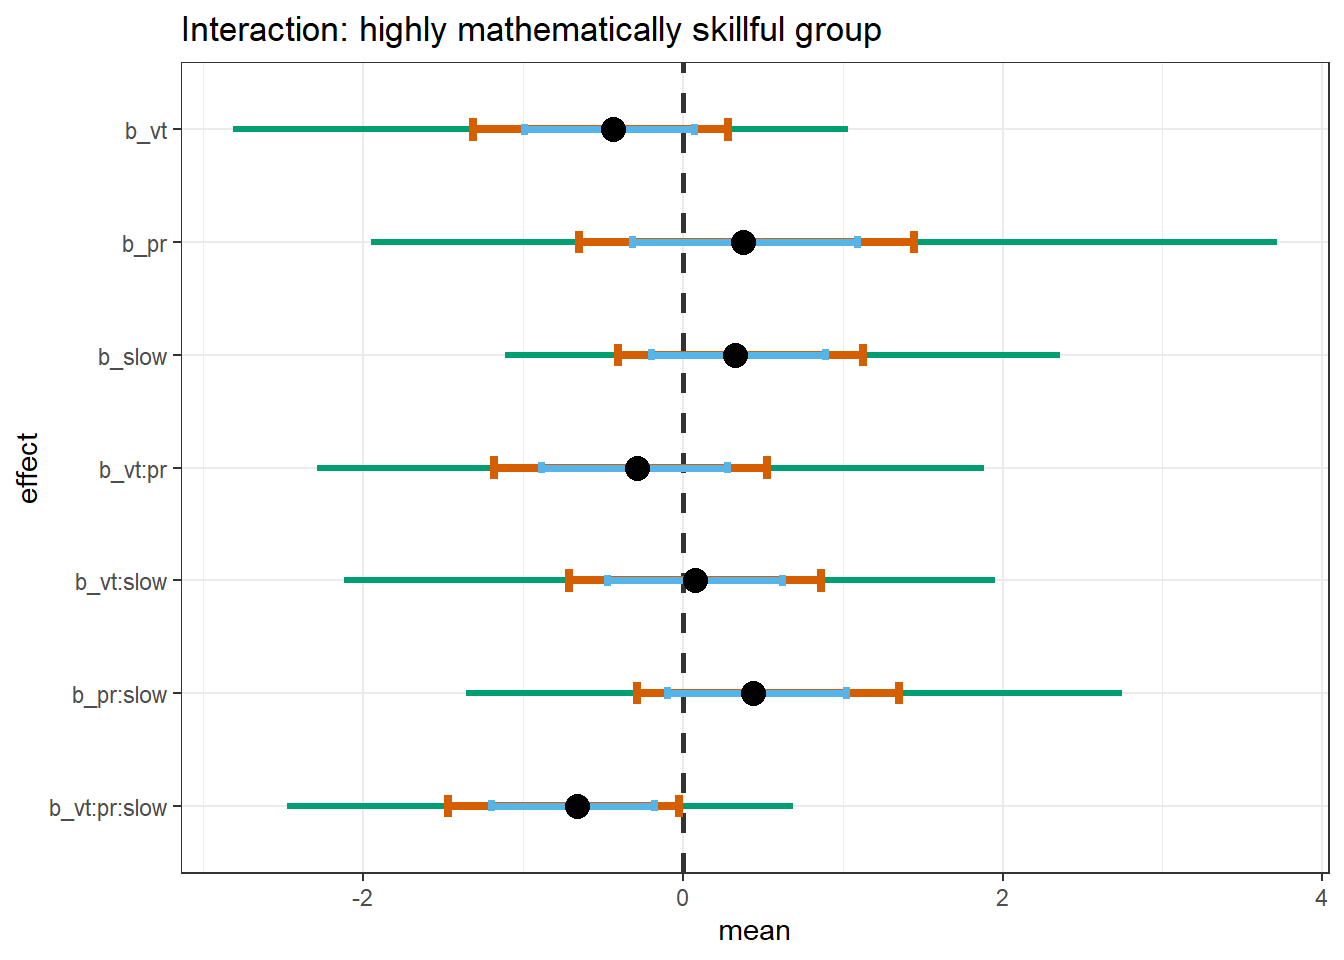 Interaction: highly mathematically skillful group
b_vt
b_pr
b_slow
b_vt:pr
b_vt:slow
b_pr:slow
b_vt:pr:slow
effect
-2 0 2 4
mean